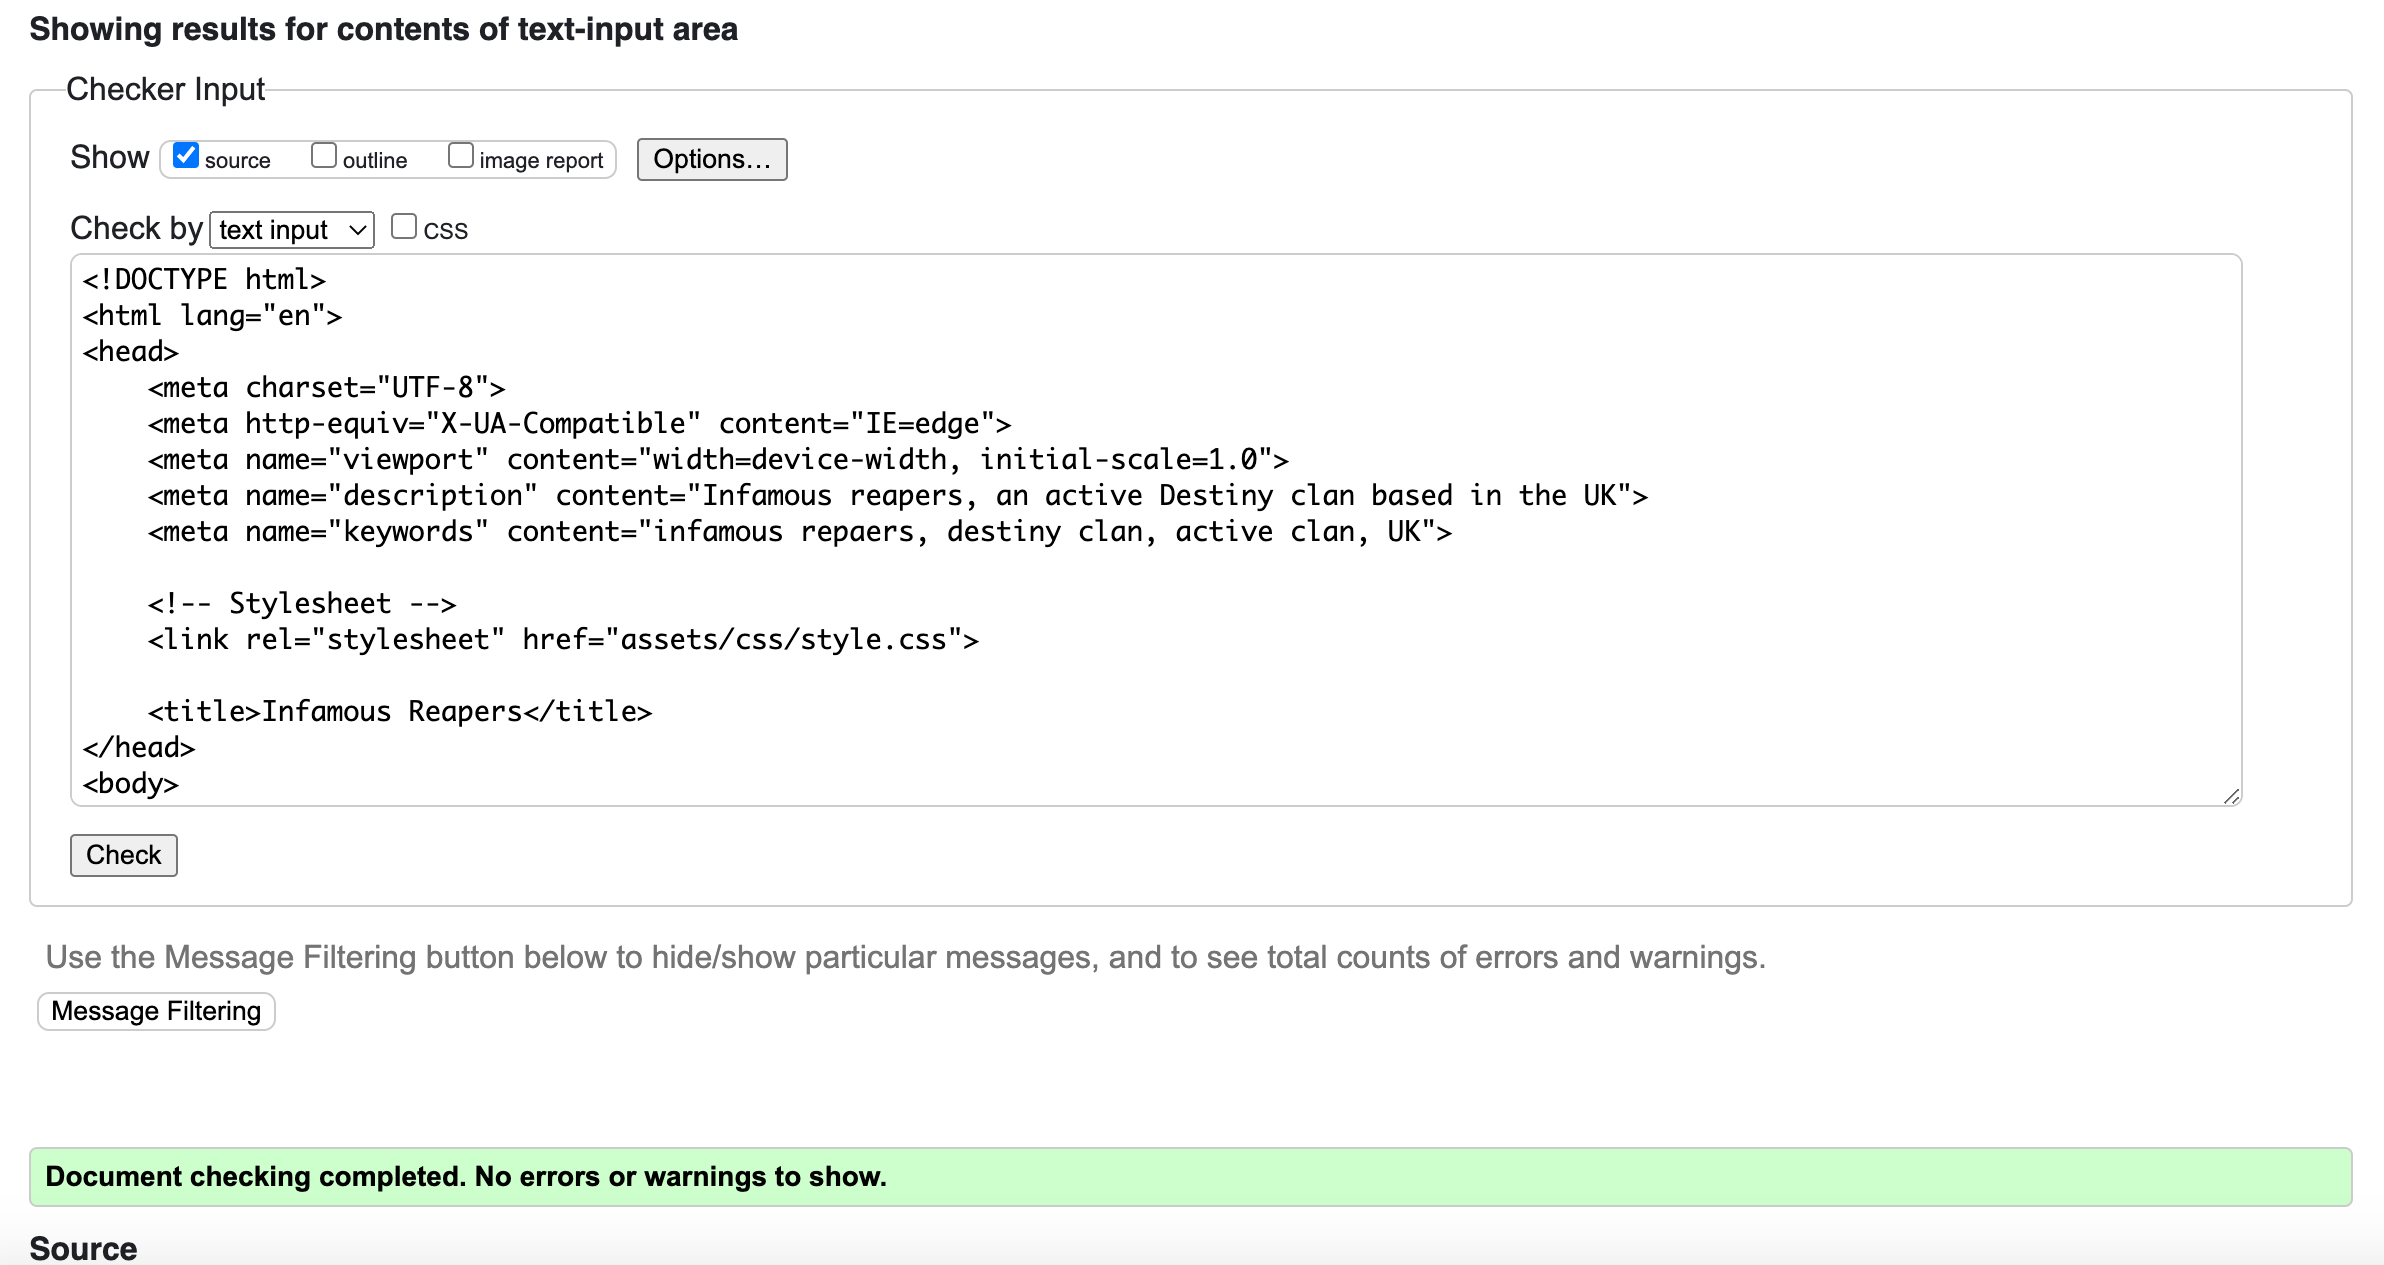 Showing results for contents of text-input area
Checker Input
Show source outline image report Options...
Check by text input CSS
<!DOCTYPE html>
<html lang="en">
<head>
    <meta charset="UTF-8">
    <meta http-equiv="X-UA-Compatible" content="IE=edge">
    <meta name="viewport" content="width=device-width, initial-scale=1.0">
    <meta name="description" content="Infamous reapers, an active Destiny clan based in the UK">
    <meta name="keywords" content="infamous repaers, destiny clan, active clan, UK">

    <!-- Stylesheet -->
    <link rel="stylesheet" href="assets/css/style.css">

    <title>Infamous Reapers</title>
</head>
<body>
Check
Use the Message Filtering button below to hide/show particular messages, and to see total counts of errors and warnings.
Message Filtering
Document checking completed. No errors or warnings to show.
Source